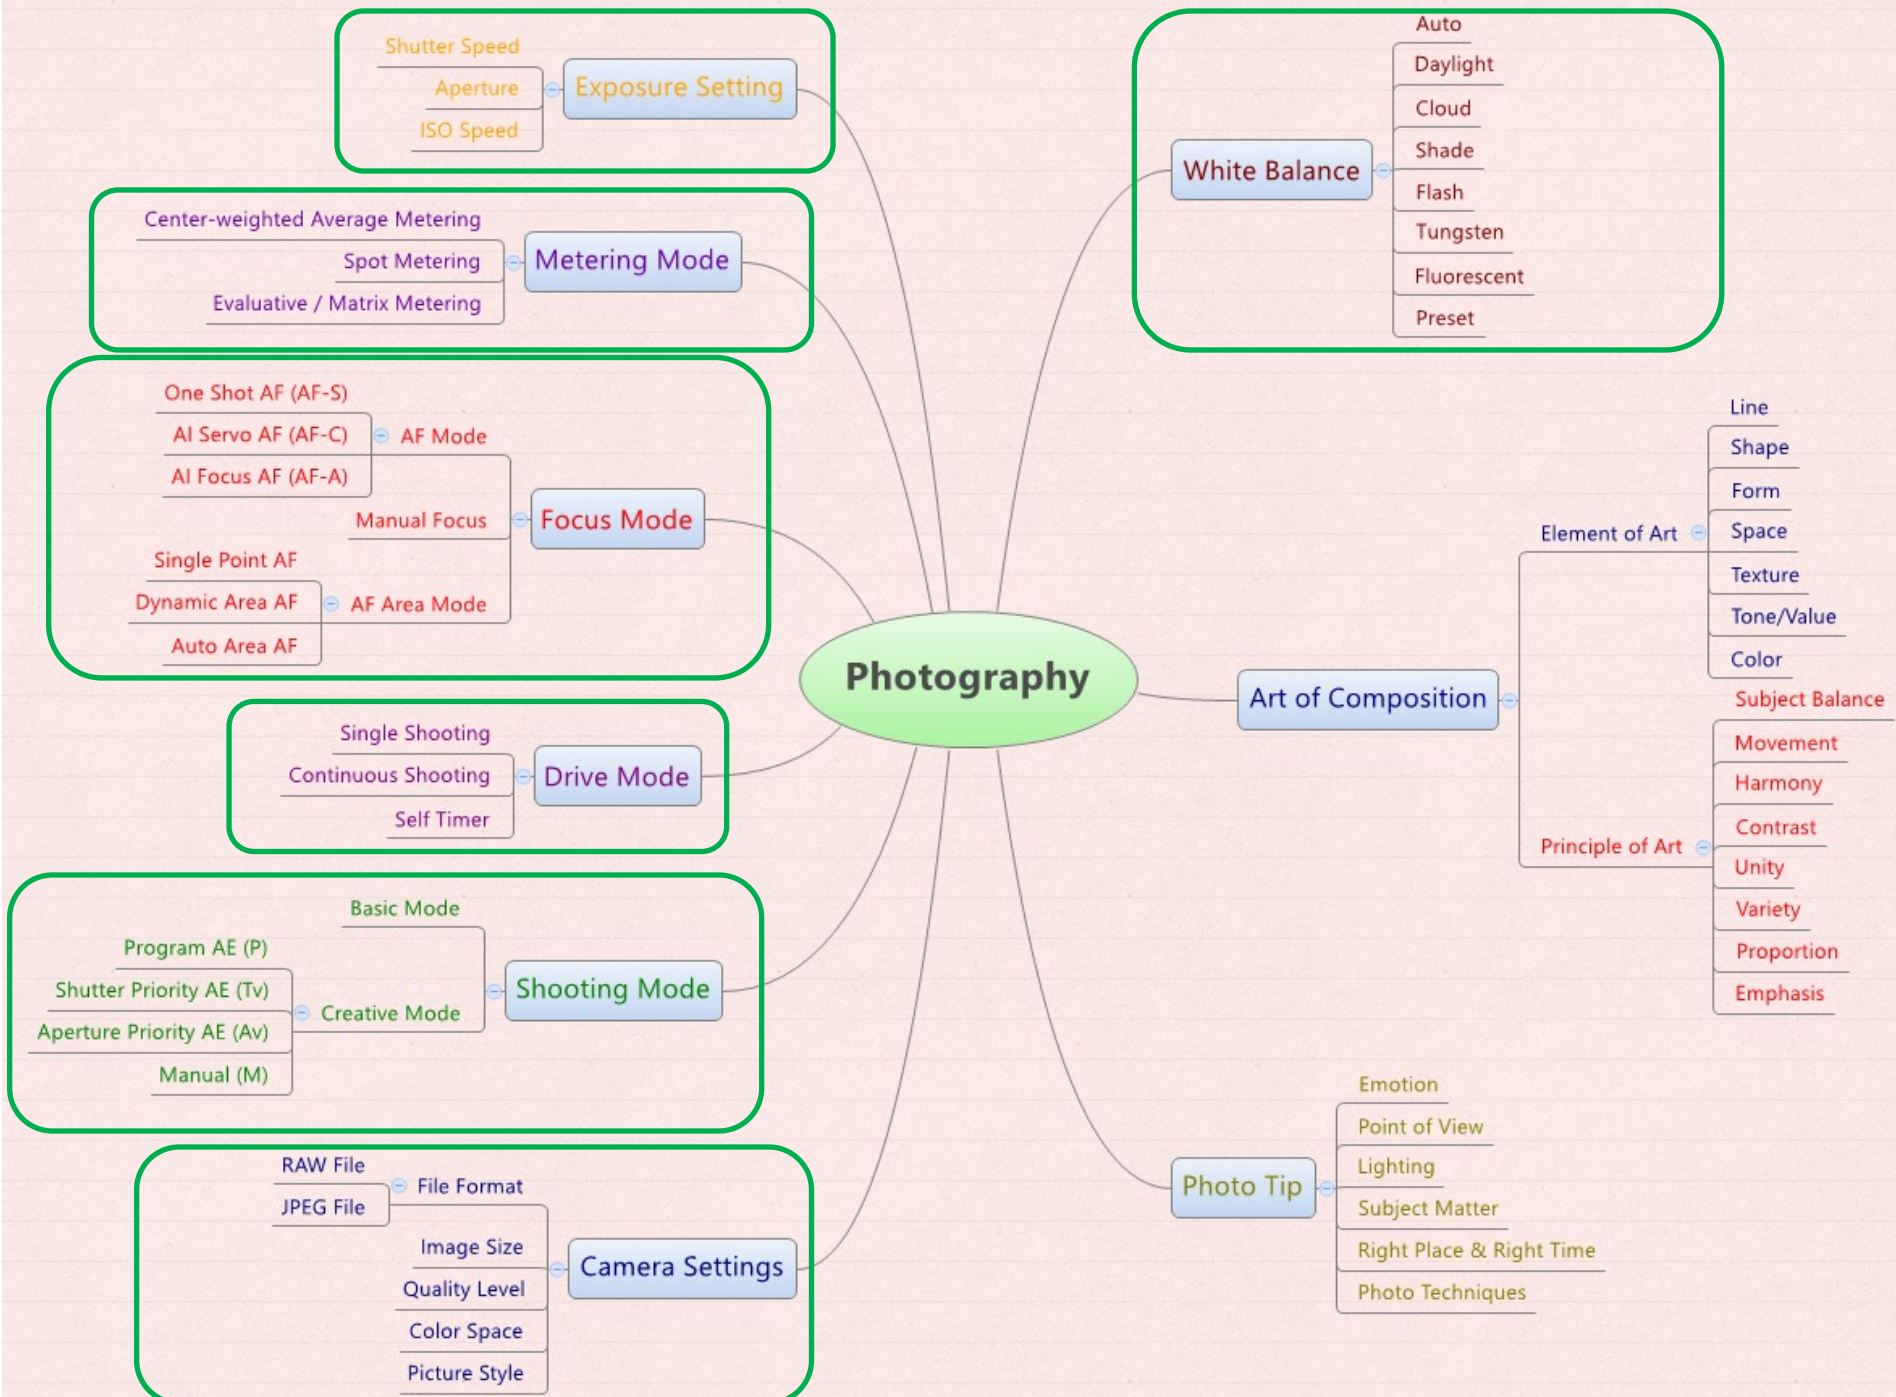 Shutter Speed
Aperture
ISO Speed
Exposure Setting
Center-weighted Average Metering
Spot Metering
Evaluative / Matrix Metering
Metering Mode
One Shot AF (AF-S)
AI Servo AF (AF-C)
AI Focus AF (AF-A)
AF Mode
Manual Focus
Single Point AF
Dynamic Area AF
Auto Area AF
AF Area Mode
Focus Mode
Single Shooting
Continuous Shooting
Self Timer
Drive Mode
Basic Mode
Program AE (P)
Shutter Priority AE (Tv)
Aperture Priority AE (Av)
Manual (M)
Creative Mode
Shooting Mode
RAW File
JPEG File
File Format
Image Size
Quality Level
Color Space
Picture Style
Camera Settings
Photography
White Balance
Auto
Daylight
Cloud
Shade
Flash
Tungsten
Fluorescent
Preset
Art of Composition
Element of Art
Line
Shape
Form
Space
Texture
Tone/Value
Color
Principle of Art
Subject Balance
Movement
Harmony
Contrast
Unity
Variety
Proportion
Emphasis
Photo Tip
Emotion
Point of View
Lighting
Subject Matter
Right Place & Right Time
Photo Techniques